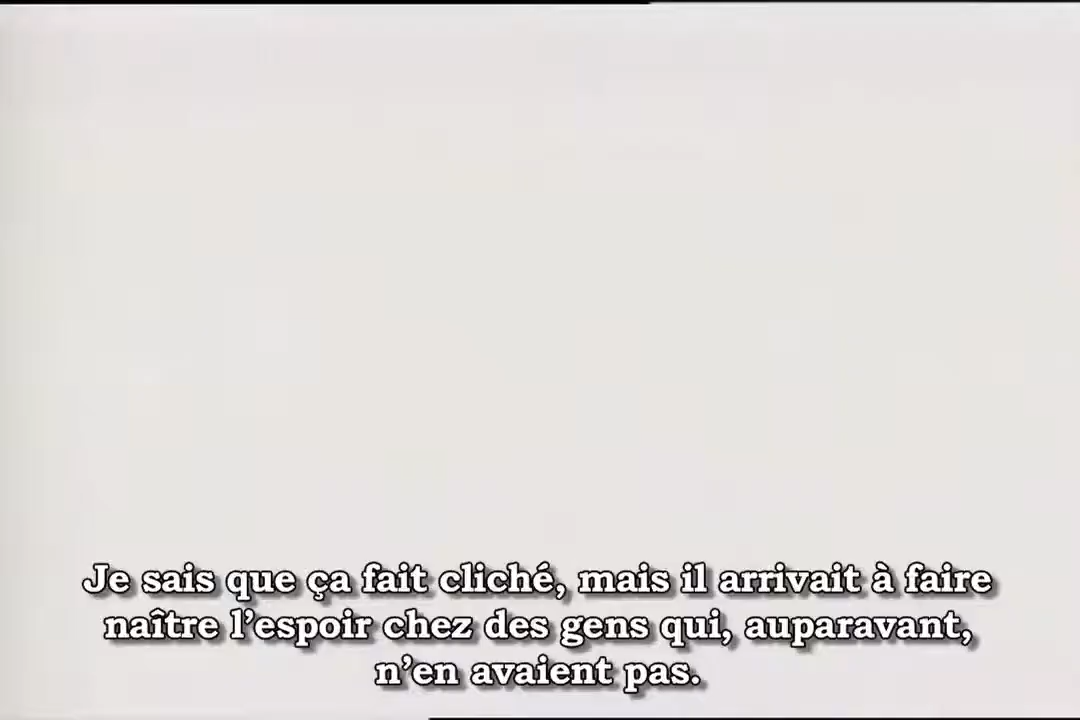 Je sais que ça fait cliché, mais il arrivait à faire
naître l’espoir chez des gens qui, auparavant,
n’en avaient pas.